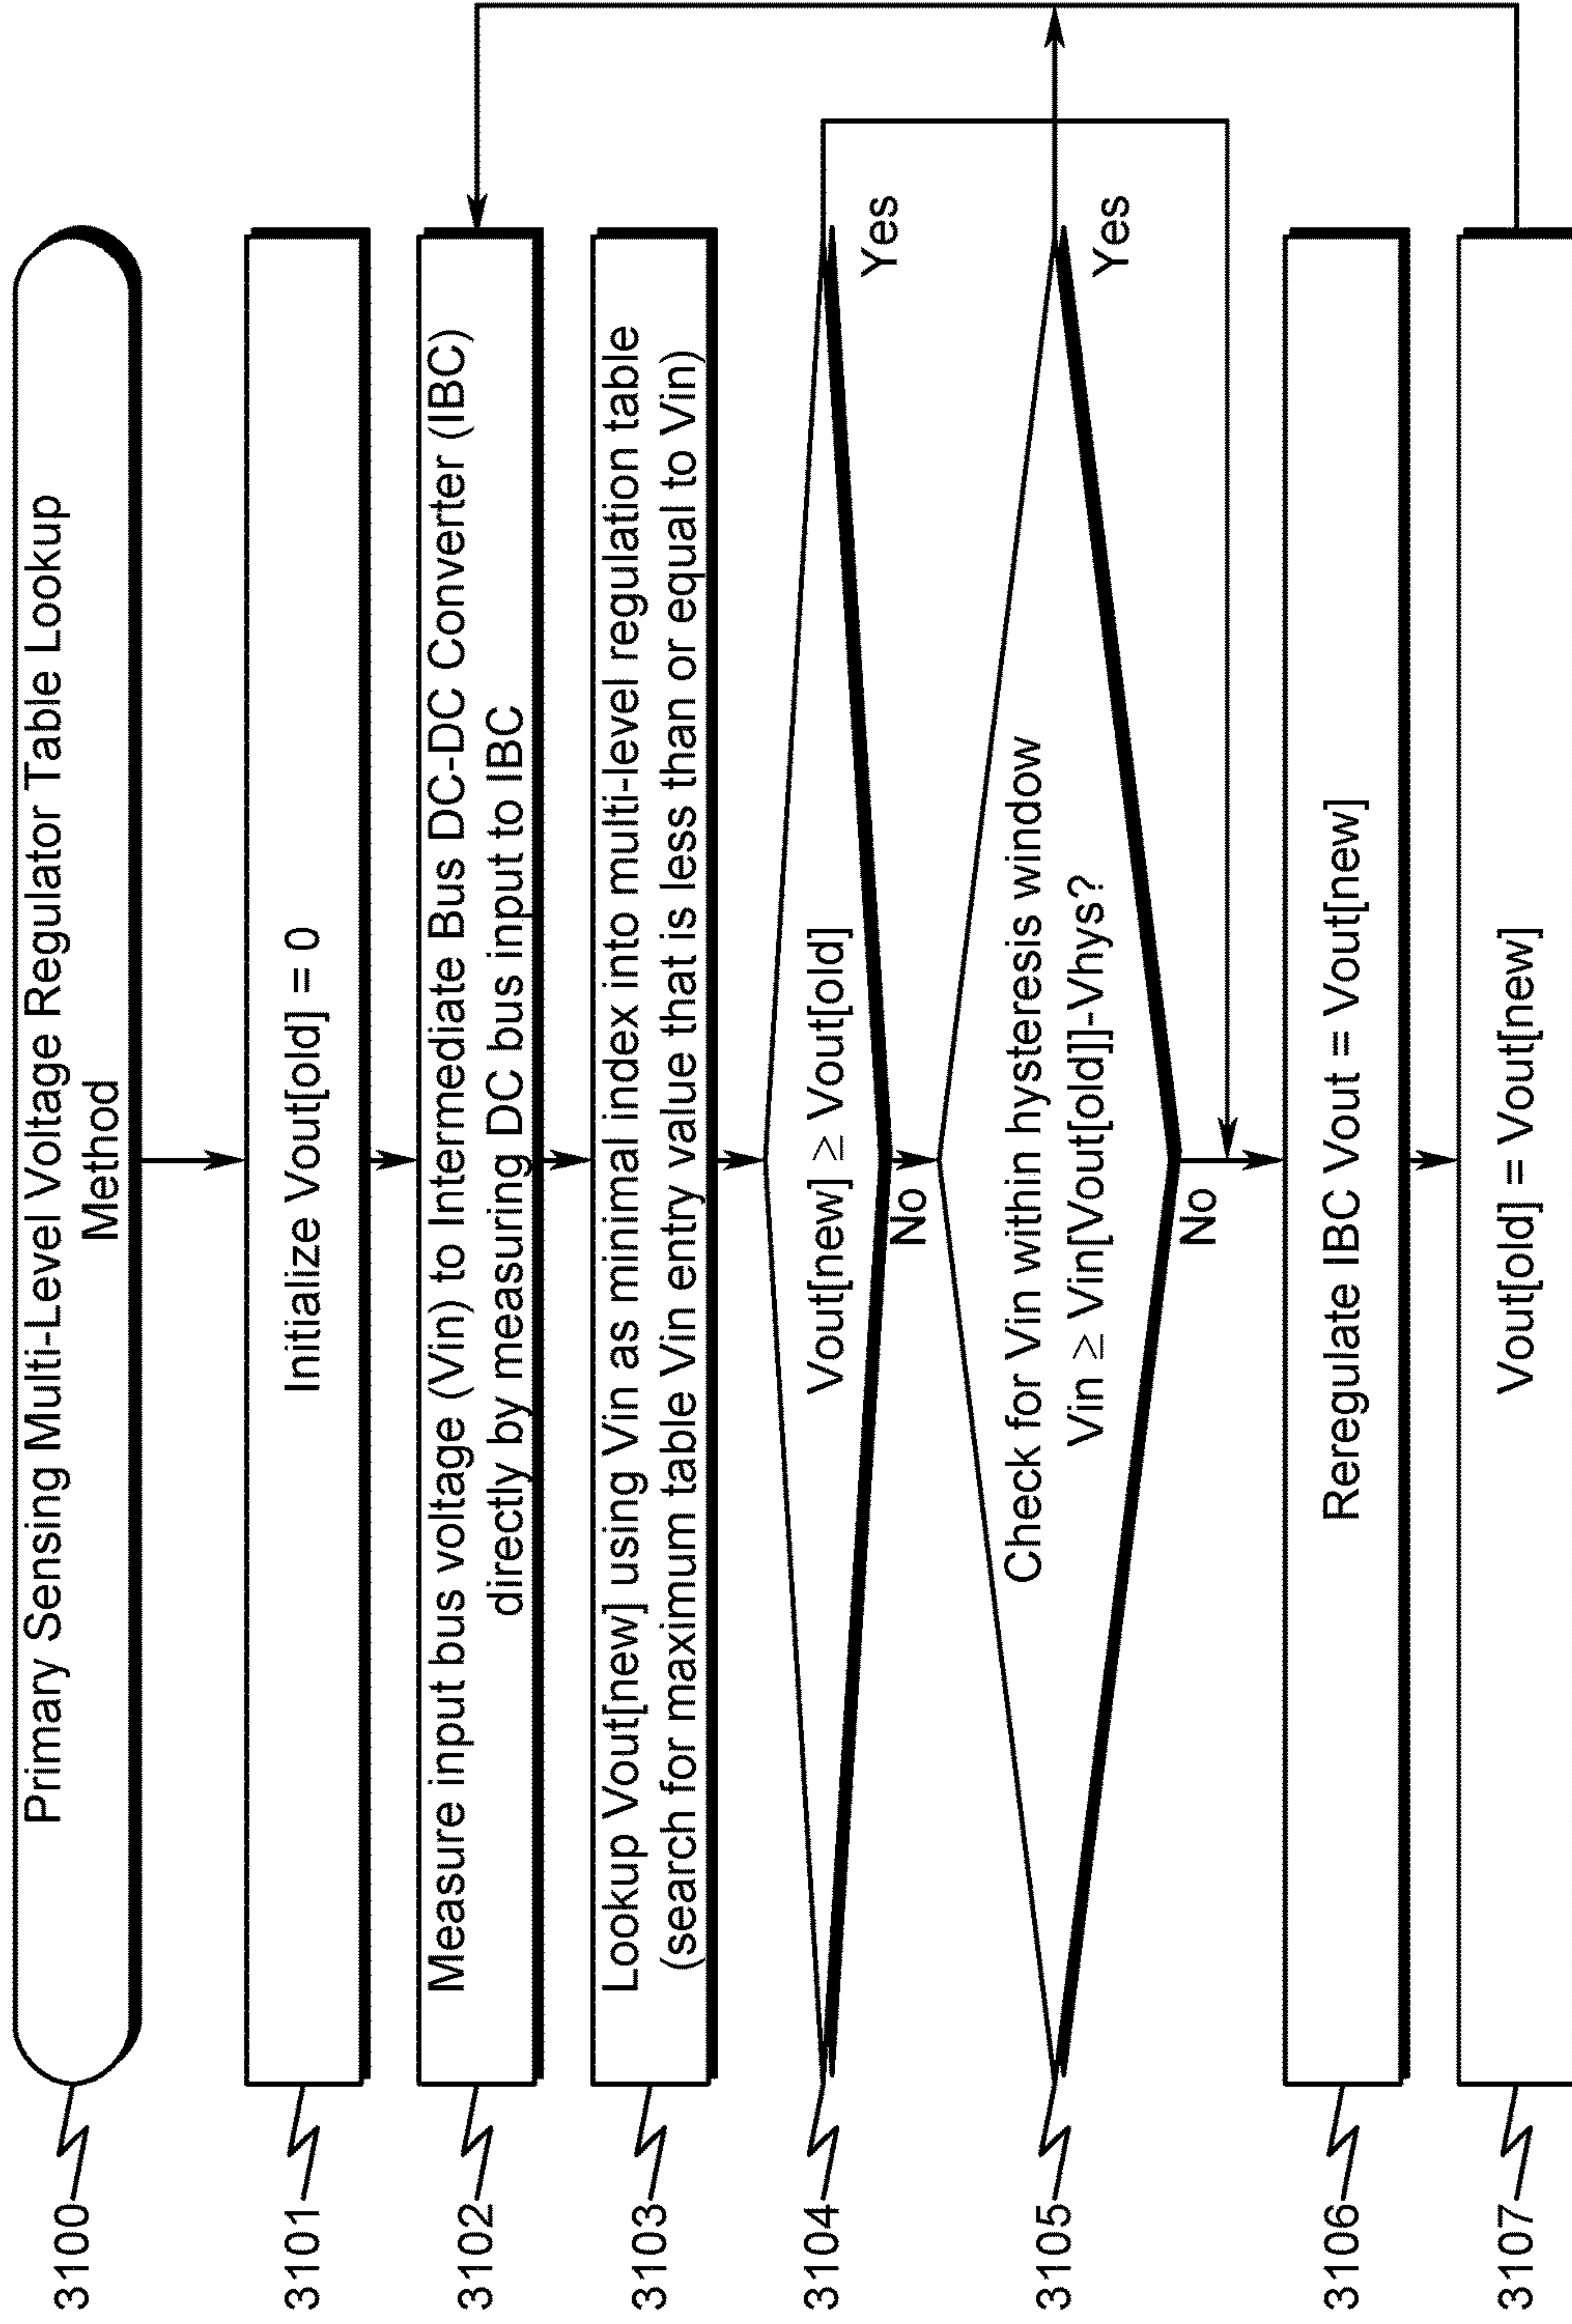 3100
Primary Sensing Multi-Level Voltage Regulator Table Lookup
Method
3101
Initialize Vout[old] = 0
3102
Measure input bus voltage (Vin) to Intermediate Bus DC-DC Converter (IBC)
directly by measuring DC bus input to IBC
3103
Lookup Vout[new] using Vin as minimal index into multi-level regulation table
(search for maximum table Vin entry value that is less than or equal to Vin)
3104
Vout[new] ≥ Vout[old]
Yes
No
3105
Check for Vin within hysteresis window
Vin ≥ Vin[Vout[old]]-Vhys?
Yes
No
3106
Reregulate IBC Vout = Vout[new]
3107
Vout[old] = Vout[new]